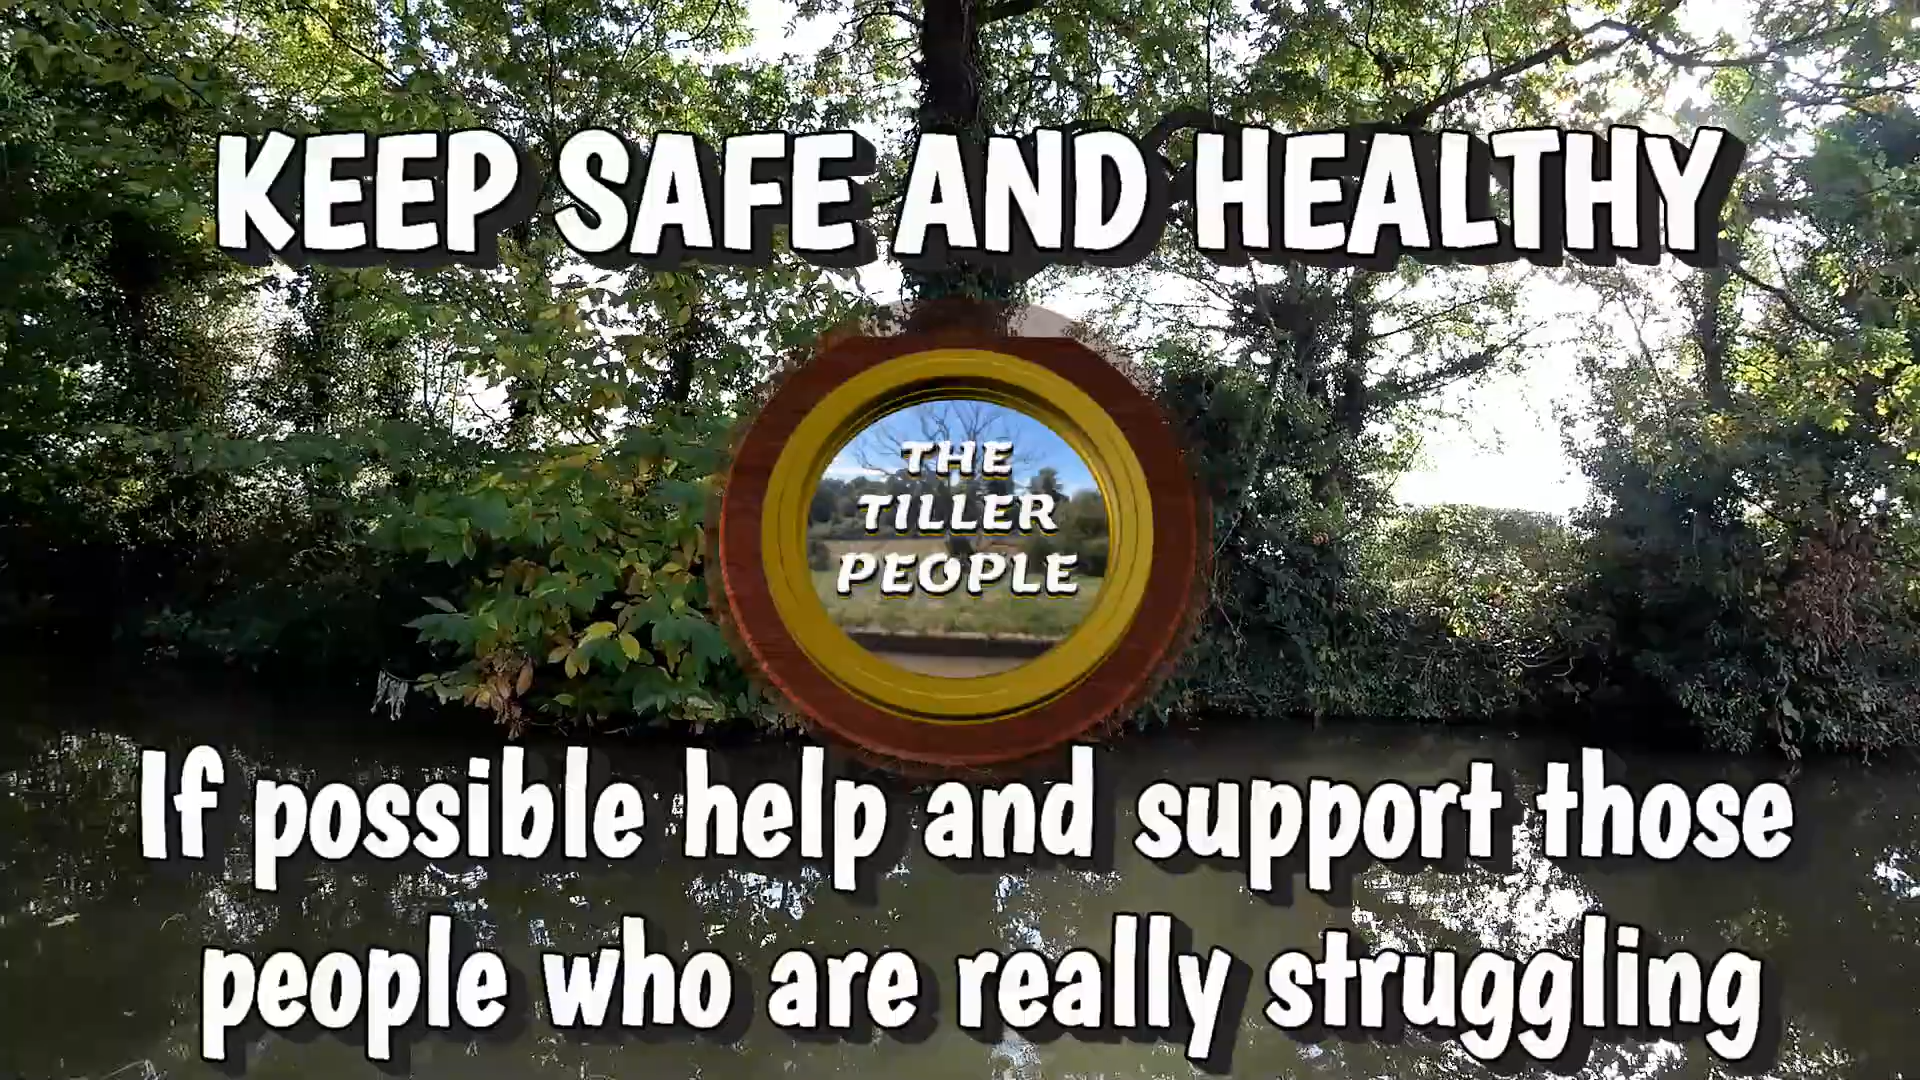 KEEP SAFE AND HEALTHY
THE
TILLER
PEOPLE
If possible help and support those
people who are really struggling